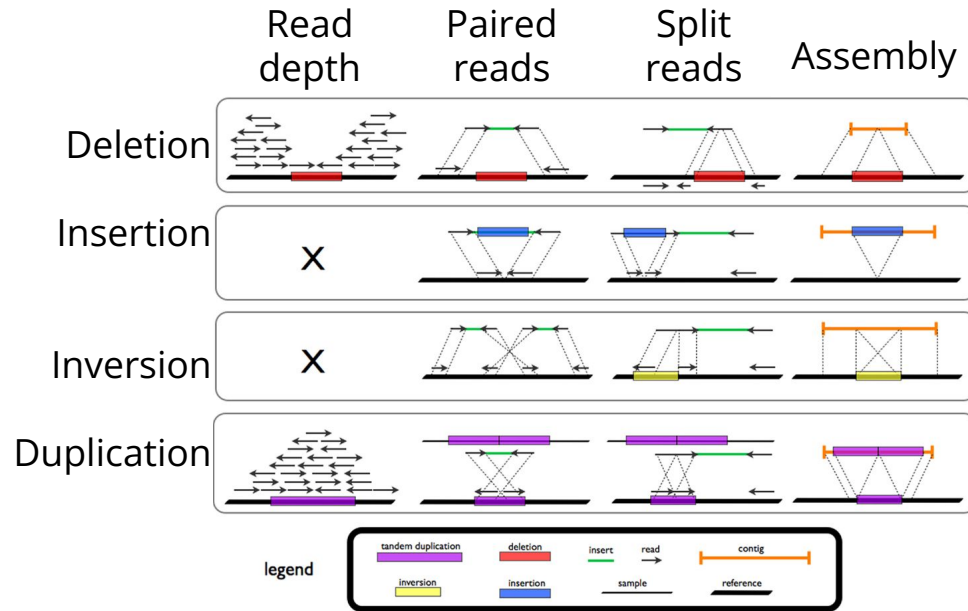 Read depth
Paired reads
Split reads
Assembly
Deletion
Insertion
X
Inversion
X
Duplication
legend
tandem duplication
deletion
insert
read
contig
inversion
insertion
sample
reference